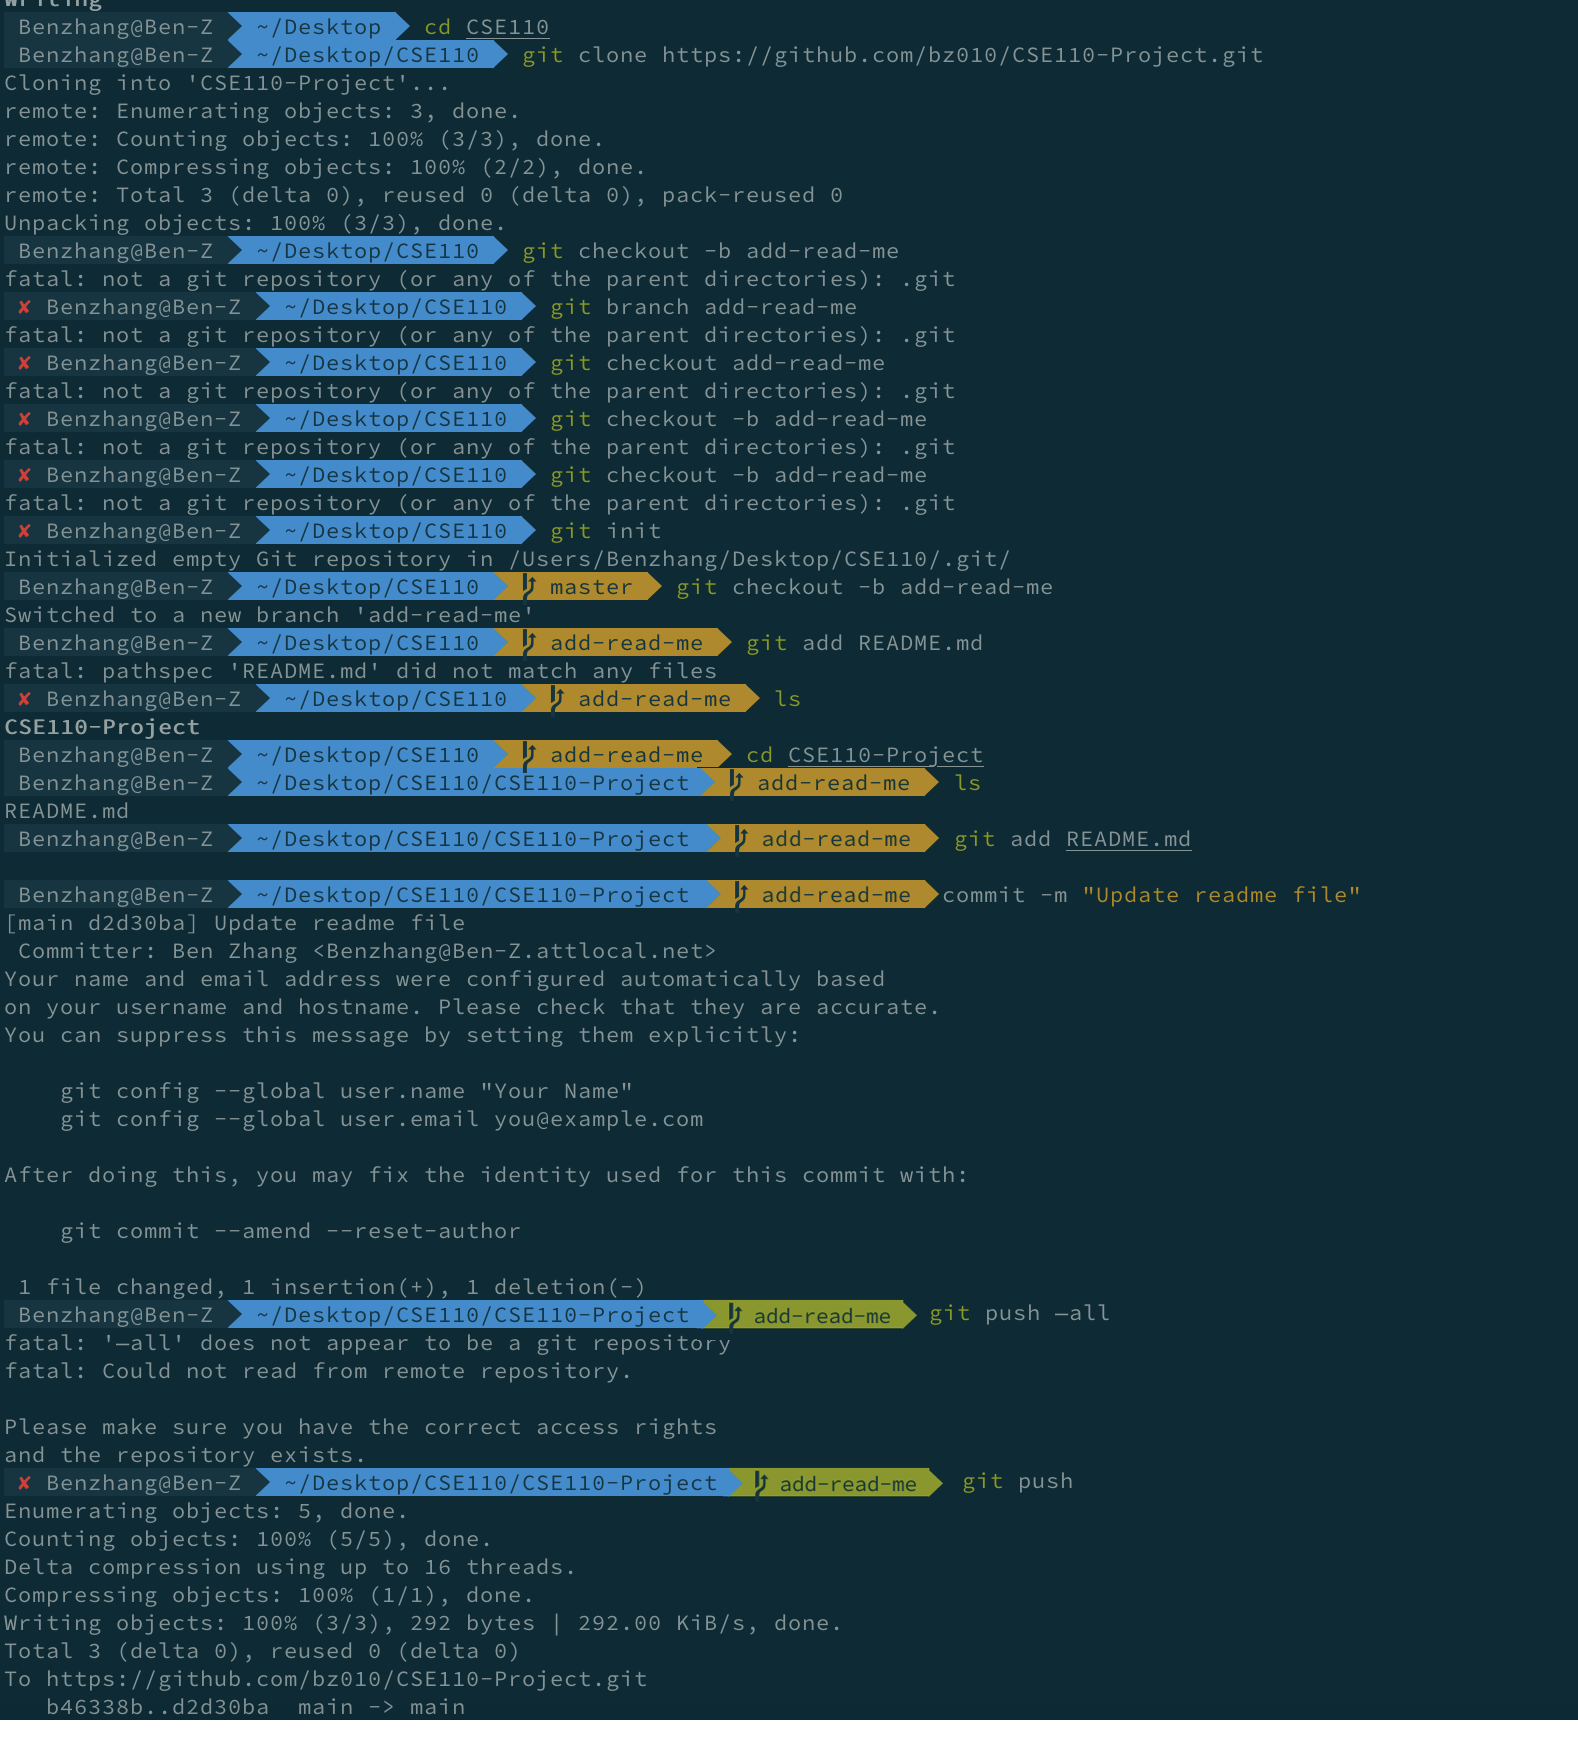 Writing
Benzhang@Ben-Z ~/Desktop cd CSE110
Benzhang@Ben-Z ~/Desktop/CSE110 git clone https://github.com/bz010/CSE110-Project.git
Cloning into 'CSE110-Project'...
remote: Enumerating objects: 3, done.
remote: Counting objects: 100% (3/3), done.
remote: Compressing objects: 100% (2/2), done.
remote: Total 3 (delta 0), reused 0 (delta 0), pack-reused 0
Unpacking objects: 100% (3/3), done.
Benzhang@Ben-Z ~/Desktop/CSE110 git checkout -b add-read-me
fatal: not a git repository (or any of the parent directories): .git
✘ Benzhang@Ben-Z ~/Desktop/CSE110 git branch add-read-me
fatal: not a git repository (or any of the parent directories): .git
✘ Benzhang@Ben-Z ~/Desktop/CSE110 git checkout add-read-me
fatal: not a git repository (or any of the parent directories): .git
✘ Benzhang@Ben-Z ~/Desktop/CSE110 git checkout -b add-read-me
fatal: not a git repository (or any of the parent directories): .git
✘ Benzhang@Ben-Z ~/Desktop/CSE110 git checkout -b add-read-me
fatal: not a git repository (or any of the parent directories): .git
✘ Benzhang@Ben-Z ~/Desktop/CSE110 git init
Initialized empty Git repository in /Users/Benzhang/Desktop/CSE110/.git/
Benzhang@Ben-Z ~/Desktop/CSE110 master git checkout -b add-read-me
Switched to a new branch 'add-read-me'
Benzhang@Ben-Z ~/Desktop/CSE110 add-read-me git add README.md
fatal: pathspec 'README.md' did not match any files
✘ Benzhang@Ben-Z ~/Desktop/CSE110 add-read-me ls
CSE110-Project
Benzhang@Ben-Z ~/Desktop/CSE110 add-read-me cd CSE110-Project
Benzhang@Ben-Z ~/Desktop/CSE110/CSE110-Project add-read-me ls
README.md
Benzhang@Ben-Z ~/Desktop/CSE110/CSE110-Project add-read-me git add README.md
Benzhang@Ben-Z ~/Desktop/CSE110/CSE110-Project add-read-me commit -m "Update readme file"
[main d2d30ba] Update readme file
Committer: Ben Zhang <Benzhang@Ben-Z.attlocal.net>
Your name and email address were configured automatically based
on your username and hostname. Please check that they are accurate.
You can suppress this message by setting them explicitly:
git config --global user.name "Your Name"
git config --global user.email you@example.com
After doing this, you may fix the identity used for this commit with:
git commit --amend --reset-author
1 file changed, 1 insertion(+), 1 deletion(-)
Benzhang@Ben-Z ~/Desktop/CSE110/CSE110-Project add-read-me git push —all
fatal: '—all' does not appear to be a git repository
fatal: Could not read from remote repository.
Please make sure you have the correct access rights
and the repository exists.
✘ Benzhang@Ben-Z ~/Desktop/CSE110/CSE110-Project add-read-me git push
Enumerating objects: 5, done.
Counting objects: 100% (5/5), done.
Delta compression using up to 16 threads.
Compressing objects: 100% (1/1), done.
Writing objects: 100% (3/3), 292 bytes | 292.00 KiB/s, done.
Total 3 (delta 0), reused 0 (delta 0)
To https://github.com/bz010/CSE110-Project.git
b46338b..d2d30ba  main -> main